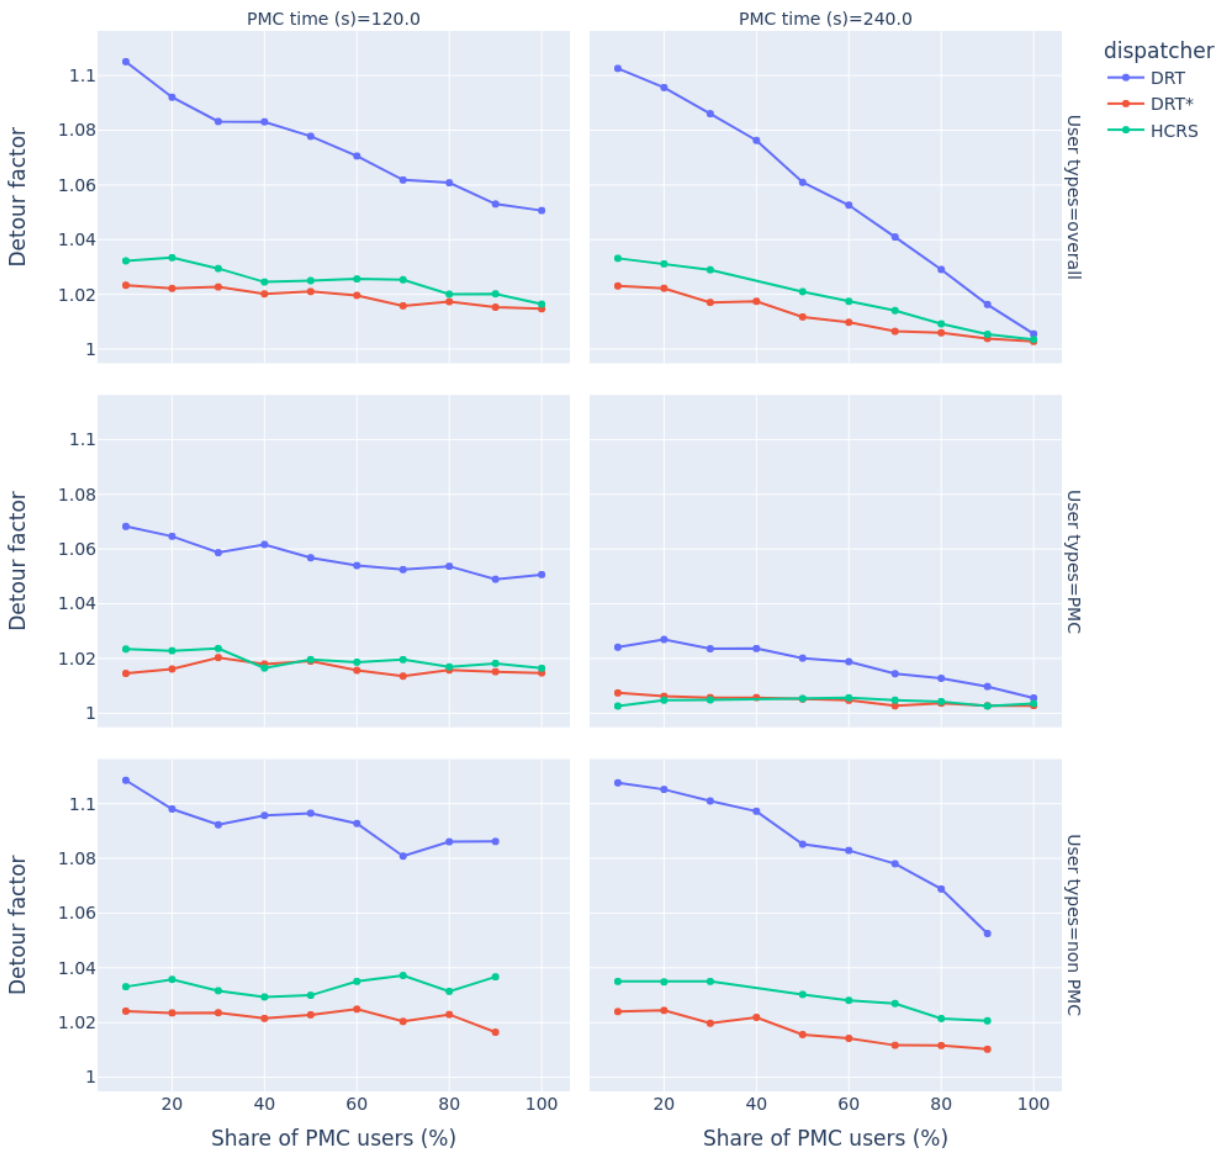 PMC time (s)=120.0
PMC time (s)=240.0
dispatcher
DRT
DRT*
HCRS
1.1
1.08
1.06
1.04
1.02
1
Detour factor
User types=overall
1.1
1.08
1.06
1.04
1.02
1
Detour factor
User types=PMC
1.1
1.08
1.06
1.04
1.02
1
Detour factor
User types=non PMC
20 40 60 80 100
20 40 60 80 100
Share of PMC users (%)
Share of PMC users (%)